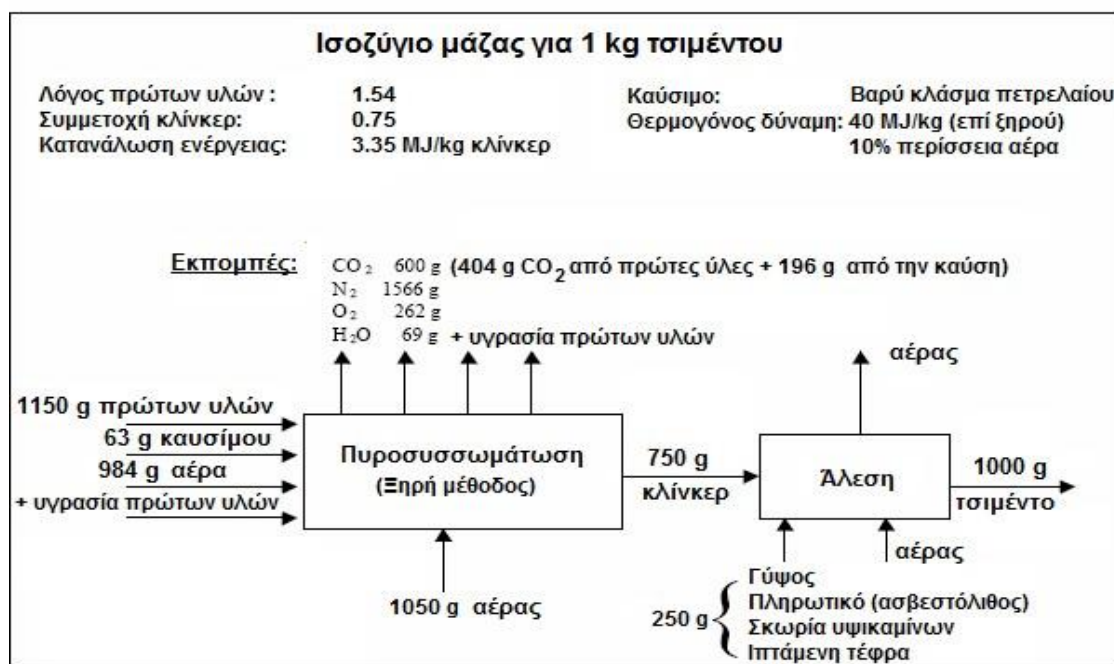 Ισοζύγιο μάζας για 1 kg τσιμέντου
Λόγος πρώτων υλών : 1.54
Συμμετοχή κλίνκερ: 0.75
Κατανάλωση ενέργειας: 3.35 MJ/kg κλίνκερ
Καύσιμο: Βαρύ κλάσμα πετρελαίου
Θερμογόνος δύναμη: 40 MJ/kg (επί ξηρού)
10% περίσσεια αέρα
Εκπομπές: CO₂ 600 g (404 g CO₂ από πρώτες ύλες + 196 g από την καύση)
N₂ 1566 g
O₂ 262 g
H₂O 69 g + υγρασία πρώτων υλών
αέρας
1150 g πρώτων υλών
63 g καυσίμου
984 g αέρα
+ υγρασία πρώτων υλών
Πυροσυσσωμάτωση
(Ξηρή μέθοδος)
750 g
κλίνκερ
Άλεση
1000 g
τσιμέντο
1050 g αέρας
αέρας
250 g
Γύψος
Πληρωτικό (ασβεστόλιθος)
Σκωρία υψικαμίνων
Ιπτάμενη τέφρα